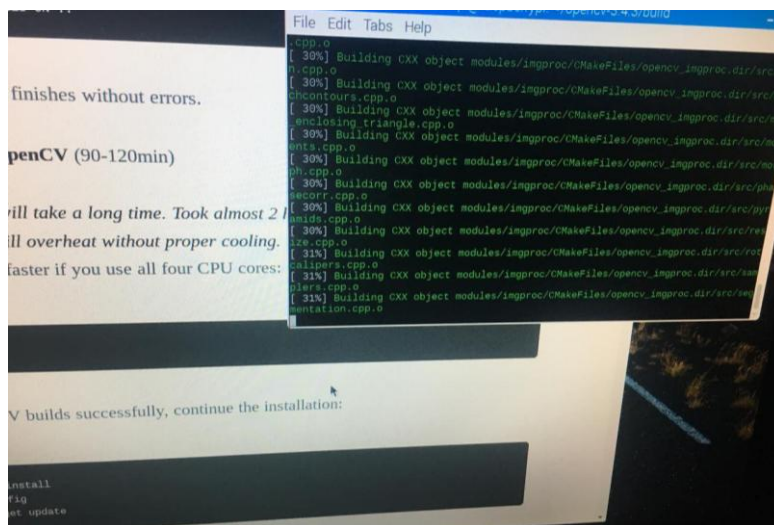 finishes without errors.
penCV (90-120min)
ill take a long time. Took almost 2
ill overheat without proper cooling.
faster if you use all four CPU cores:
V builds successfully, continue the installation:
install
fig
et update
File Edit Tabs Help
.cpp.o
[ 30%] Building CXX object modules/imgproc/CMakeFiles/opencv_imgproc.dir/src
n.cpp.o
[ 30%] Building CXX object modules/imgproc/CMakeFiles/opencv_imgproc.dir/src/
chcontours.cpp.o
[ 30%] Building CXX object modules/imgproc/CMakeFiles/opencv_imgproc.dir/src/m
_enclosing_triangle.cpp.o
[ 30%] Building CXX object modules/imgproc/CMakeFiles/opencv_imgproc.dir/src/mo
ents.cpp.o
[ 30%] Building CXX object modules/imgproc/CMakeFiles/opencv_imgproc.dir/src/mo
ph.cpp.o
[ 30%] Building CXX object modules/imgproc/CMakeFiles/opencv_imgproc.dir/src/pha
secorr.cpp.o
[ 30%] Building CXX object modules/imgproc/CMakeFiles/opencv_imgproc.dir/src/pyr
amids.cpp.o
[ 30%] Building CXX object modules/imgproc/CMakeFiles/opencv_imgproc.dir/src/res
ize.cpp.o
[ 31%] Building CXX object modules/imgproc/CMakeFiles/opencv_imgproc.dir/src/rot
calipers.cpp.o
[ 31%] Building CXX object modules/imgproc/CMakeFiles/opencv_imgproc.dir/src/sam
plers.cpp.o
[ 31%] Building CXX object modules/imgproc/CMakeFiles/opencv_imgproc.dir/src/seg
mentation.cpp.o